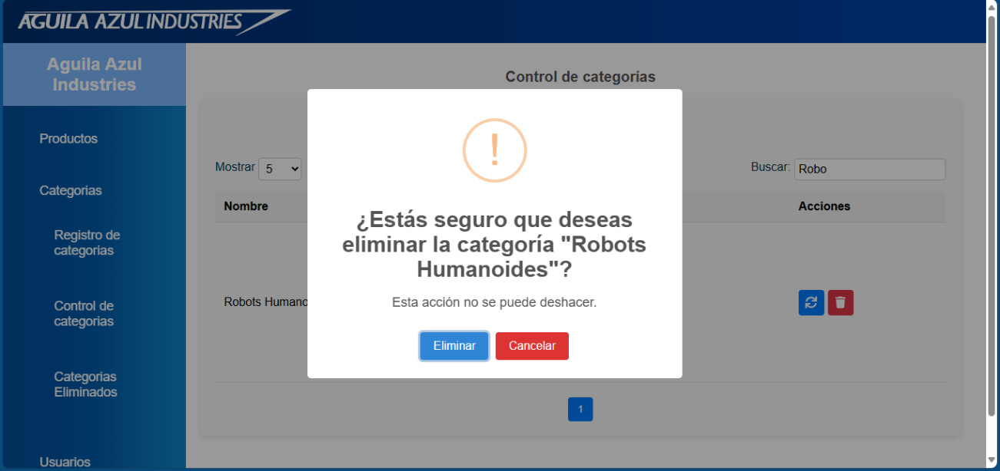 AGUILA AZUL INDUSTRIES
Aguila Azul
Industries
Productos
Categorias
Registro de
categorias
Control de
categorias
Categorias
Eliminados
Usuarios
Control de categorías
Mostrar 5
Buscar: Robo
Nombre
Acciones
Robots Humano
!
¿Estás seguro que deseas
eliminar la categoría "Robots
Humanoides"?
Esta acción no se puede deshacer.
Eliminar
Cancelar
1